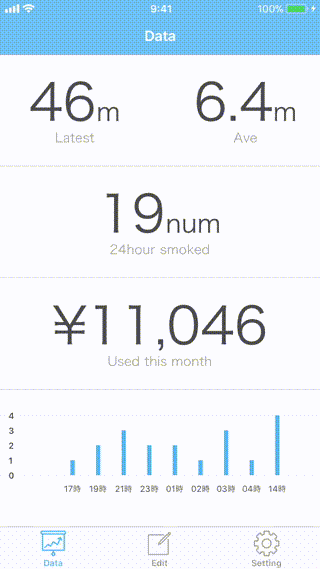 9:41 100%
Data
46m 6.4m
Latest Ave
19num
24hour smoked
¥11,046
Used this month
4
3
2
1
0
17時 19時 21時 23時 01時 02時 03時 04時 14時
Data Edit Setting